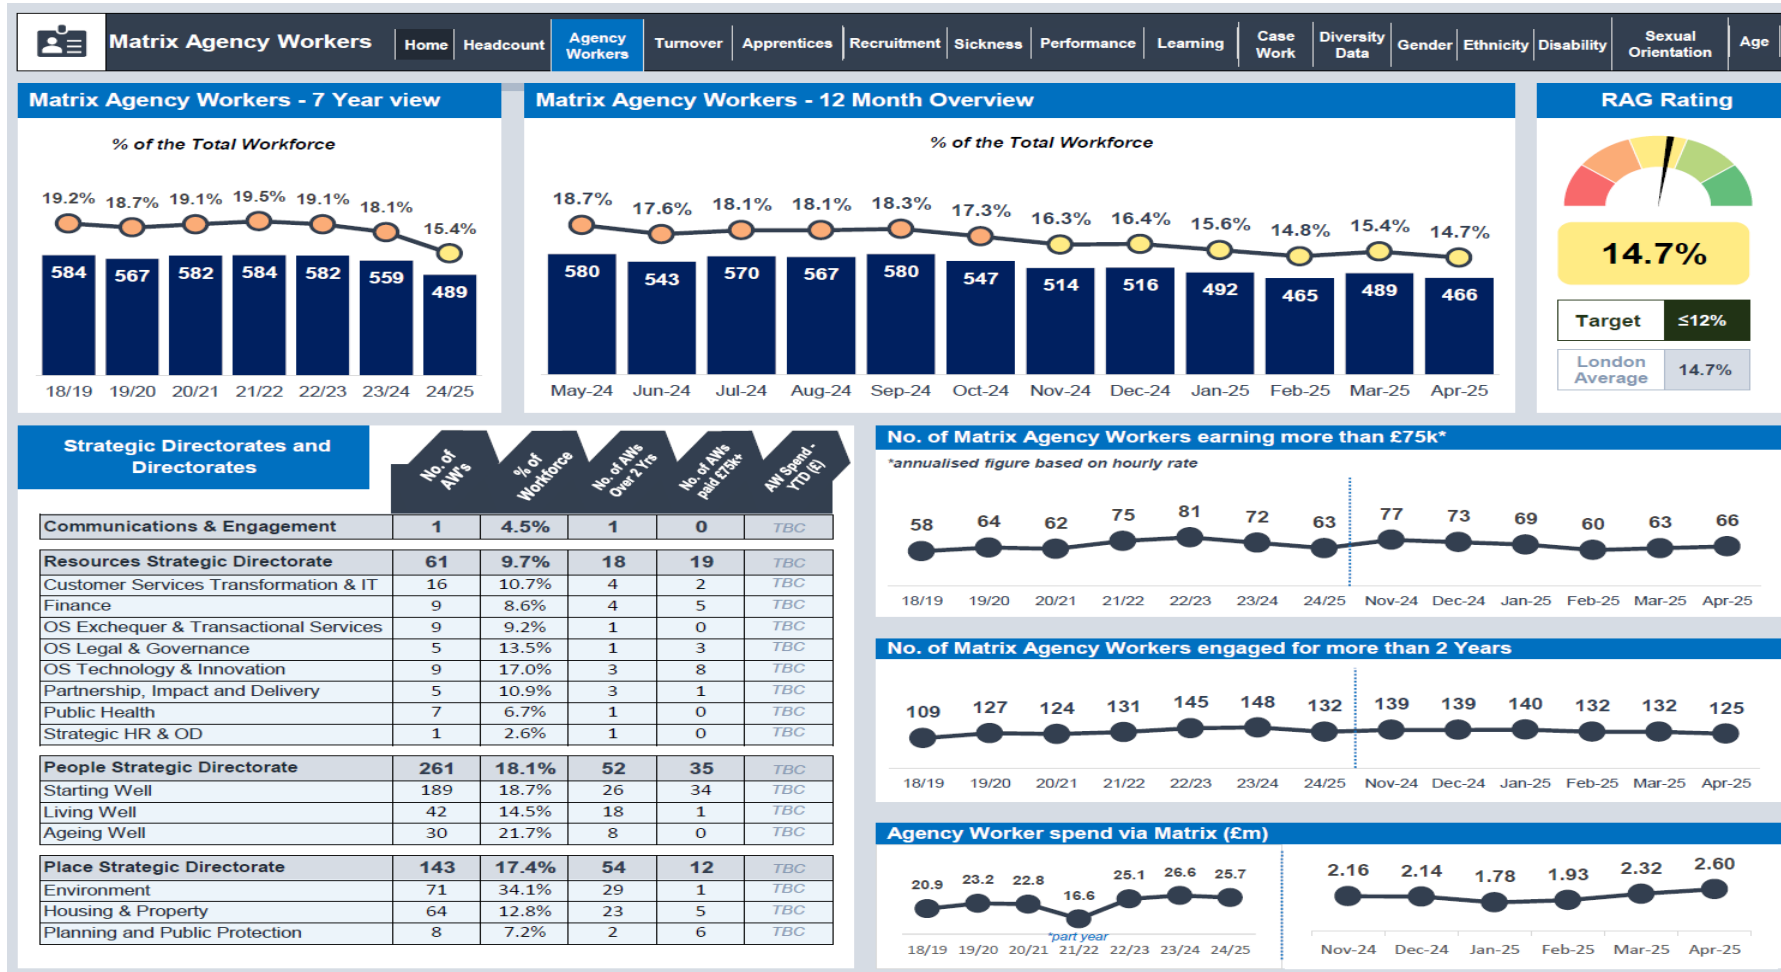 Matrix Agency Workers
Home
Headcount
Agency
Workers
Turnover
Apprentices
Recruitment
Sickness
Performance
Learning
Case
Work
Diversity
Data
Gender
Ethnicity
Disability
Sexual
Orientation
Age
Matrix Agency Workers - 7 Year view
% of the Total Workforce
19.2% 18.7% 19.1% 19.5% 19.1% 18.1% 15.4%
584 567 582 584 582 559 489
18/19 19/20 20/21 21/22 22/23 23/24 24/25
Matrix Agency Workers - 12 Month Overview
% of the Total Workforce
18.7% 17.6% 18.1% 18.1% 18.3% 17.3% 16.3% 16.4% 15.6% 14.8% 15.4% 14.7%
580 543 570 567 580 547 514 516 492 465 489 466
May-24 Jun-24 Jul-24 Aug-24 Sep-24 Oct-24 Nov-24 Dec-24 Jan-25 Feb-25 Mar-25 Apr-25
RAG Rating
14.7%
Target ≤12%
London
Average
14.7%
Strategic Directorates and
Directorates
No. of
AW's
% of
Workforce
No. of AWs
Over 2 Yrs
No. of AWs
paid £75k+
AW Spend -
YTD (£)
Communications & Engagement 1 4.5% 1 0 TBC
Resources Strategic Directorate 61 9.7% 18 19 TBC
Customer Services Transformation & IT 16 10.7% 4 2 TBC
Finance 9 8.6% 4 5 TBC
OS Exchequer & Transactional Services 9 9.2% 1 0 TBC
OS Legal & Governance 5 13.5% 1 3 TBC
OS Technology & Innovation 9 17.0% 3 8 TBC
Partnership, Impact and Delivery 5 10.9% 3 1 TBC
Public Health 7 6.7% 1 0 TBC
Strategic HR & OD 1 2.6% 1 0 TBC
People Strategic Directorate 261 18.1% 52 35 TBC
Starting Well 189 18.7% 26 34 TBC
Living Well 42 14.5% 18 1 TBC
Ageing Well 30 21.7% 8 0 TBC
Place Strategic Directorate 143 17.4% 54 12 TBC
Environment 71 34.1% 29 1 TBC
Housing & Property 64 12.8% 23 5 TBC
Planning and Public Protection 8 7.2% 2 6 TBC
No. of Matrix Agency Workers earning more than £75k*
*annualised figure based on hourly rate
58 64 62 75 81 72 63 77 73 69 60 63 66
18/19 19/20 20/21 21/22 22/23 23/24 24/25 Nov-24 Dec-24 Jan-25 Feb-25 Mar-25 Apr-25
No. of Matrix Agency Workers engaged for more than 2 Years
109 127 124 131 145 148 132 139 139 140 132 132 125
18/19 19/20 20/21 21/22 22/23 23/24 24/25 Nov-24 Dec-24 Jan-25 Feb-25 Mar-25 Apr-25
Agency Worker spend via Matrix (£m)
20.9 23.2 22.8 16.6 25.1 26.6 25.7
*part year
18/19 19/20 20/21 21/22 22/23 23/24 24/25
2.16 2.14 1.78 1.93 2.32 2.60
Nov-24 Dec-24 Jan-25 Feb-25 Mar-25 Apr-25